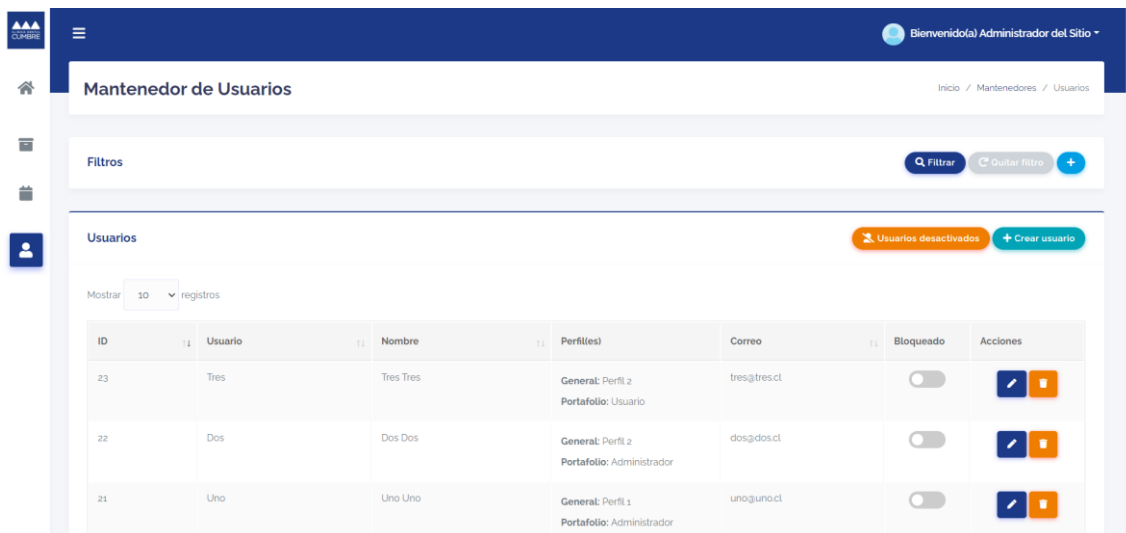 CUMBRE
Bienvenido(a) Administrador del Sitio
Mantenedor de Usuarios
Inicio / Mantenedores / Usuarios
Filtros
Filtrar
Quitar filtro
+
Usuarios
Usuarios desactivados
+ Crear usuario
Mostrar 10 registros
ID Usuario Nombre Perfil(es) Correo Bloqueado Acciones
23 Tres Tres Tres General: Perfil 2 tres@tres.cl
Portafolio: Usuario
22 Dos Dos Dos General: Perfil 2 dos@dos.cl
Portafolio: Administrador
21 Uno Uno Uno General: Perfil 1 uno@uno.cl
Portafolio: Administrador